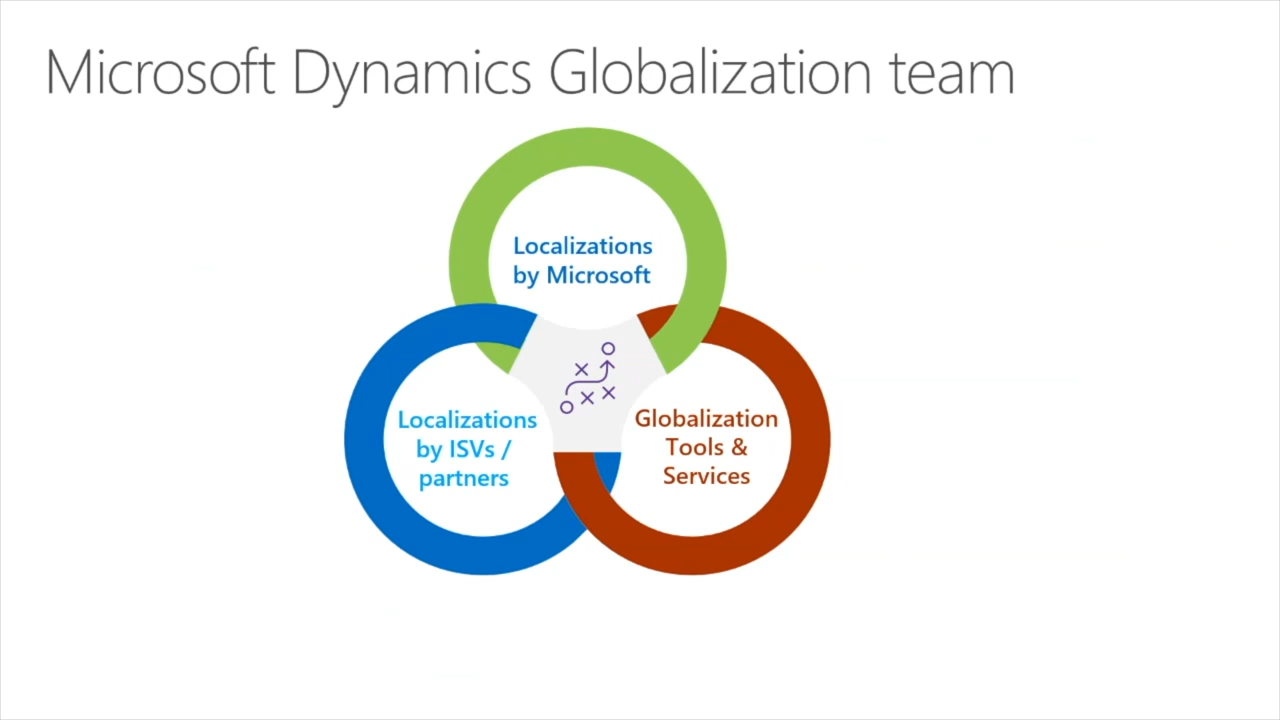 Microsoft Dynamics Globalization team
Localizations
by Microsoft
Localizations
by ISVs /
partners
Globalization
Tools &
Services